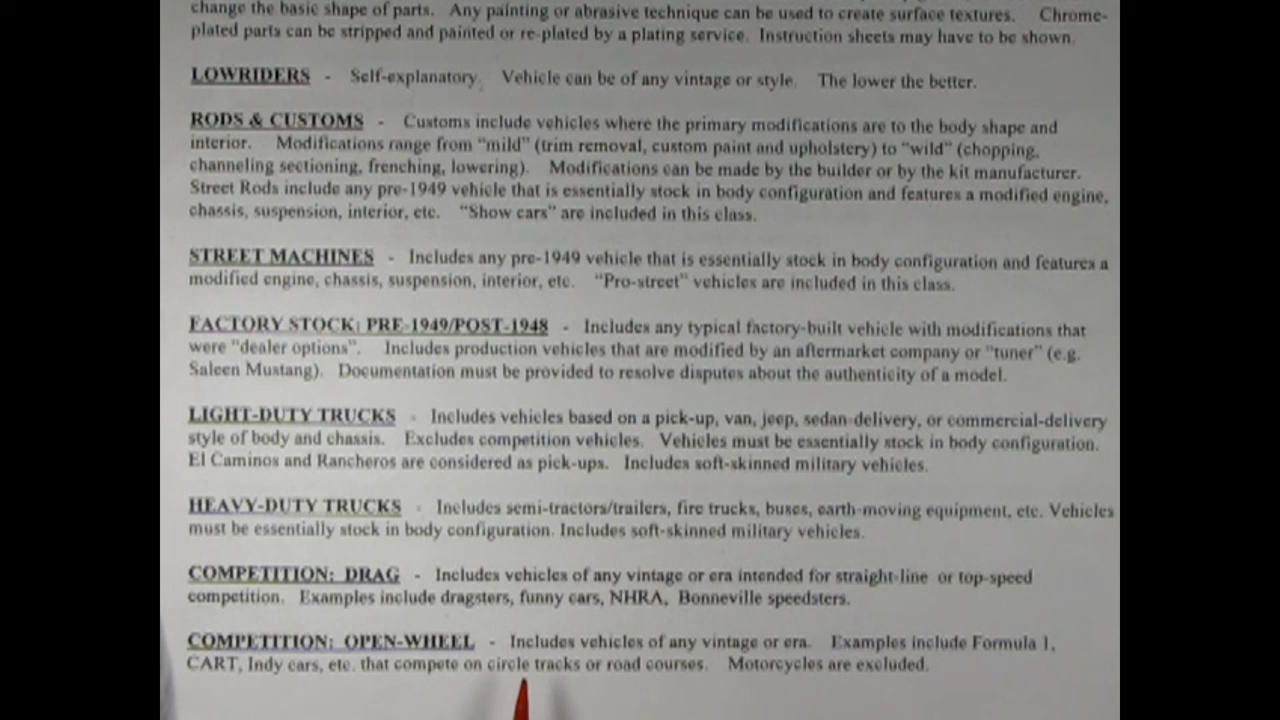 change the basic shape of parts. Any painting or abrasive technique can be used to create surface textures. Chrome-
plated parts can be stripped and painted or re-plated by a plating service. Instruction sheets may have to be shown.
LOWRIDERS - Self-explanatory. Vehicle can be of any vintage or style. The lower the better.
RODS & CUSTOMS - Customs include vehicles where the primary modifications are to the body shape and
interior. Modifications range from "mild" (trim removal, custom paint and upholstery) to "wild" (chopping,
channeling sectioning, frenching, lowering). Modifications can be made by the builder or by the kit manufacturer.
Street Rods include any pre-1949 vehicle that is essentially stock in body configuration and features a modified engine,
chassis, suspension, interior, etc. "Show cars" are included in this class.
STREET MACHINES - Includes any pre-1949 vehicle that is essentially stock in body configuration and features a
modified engine, chassis, suspension, interior, etc. "Pro-street" vehicles are included in this class.
FACTORY STOCK: PRE-1949/POST-1948 - Includes any typical factory-built vehicle with modifications that
were "dealer options". Includes production vehicles that are modified by an aftermarket company or "tuner" (e.g.
Saleen Mustang). Documentation must be provided to resolve disputes about the authenticity of a model.
LIGHT-DUTY TRUCKS - Includes vehicles based on a pick-up, van, jeep, sedan-delivery, or commercial-delivery
style of body and chassis. Excludes competition vehicles. Vehicles must be essentially stock in body configuration.
El Caminos and Rancheros are considered as pick-ups. Includes soft-skinned military vehicles.
HEAVY-DUTY TRUCKS - Includes semi-tractors/trailers, fire trucks, buses, earth-moving equipment, etc. Vehicles
must be essentially stock in body configuration. Includes soft-skinned military vehicles.
COMPETITION: DRAG - Includes vehicles of any vintage or era intended for straight-line or top-speed
competition. Examples include dragsters, funny cars, NHRA, Bonneville speedsters.
COMPETITION: OPEN-WHEEL - Includes vehicles of any vintage or era. Examples include Formula 1,
CART, Indy cars, etc. that compete on circle tracks or road courses. Motorcycles are excluded.